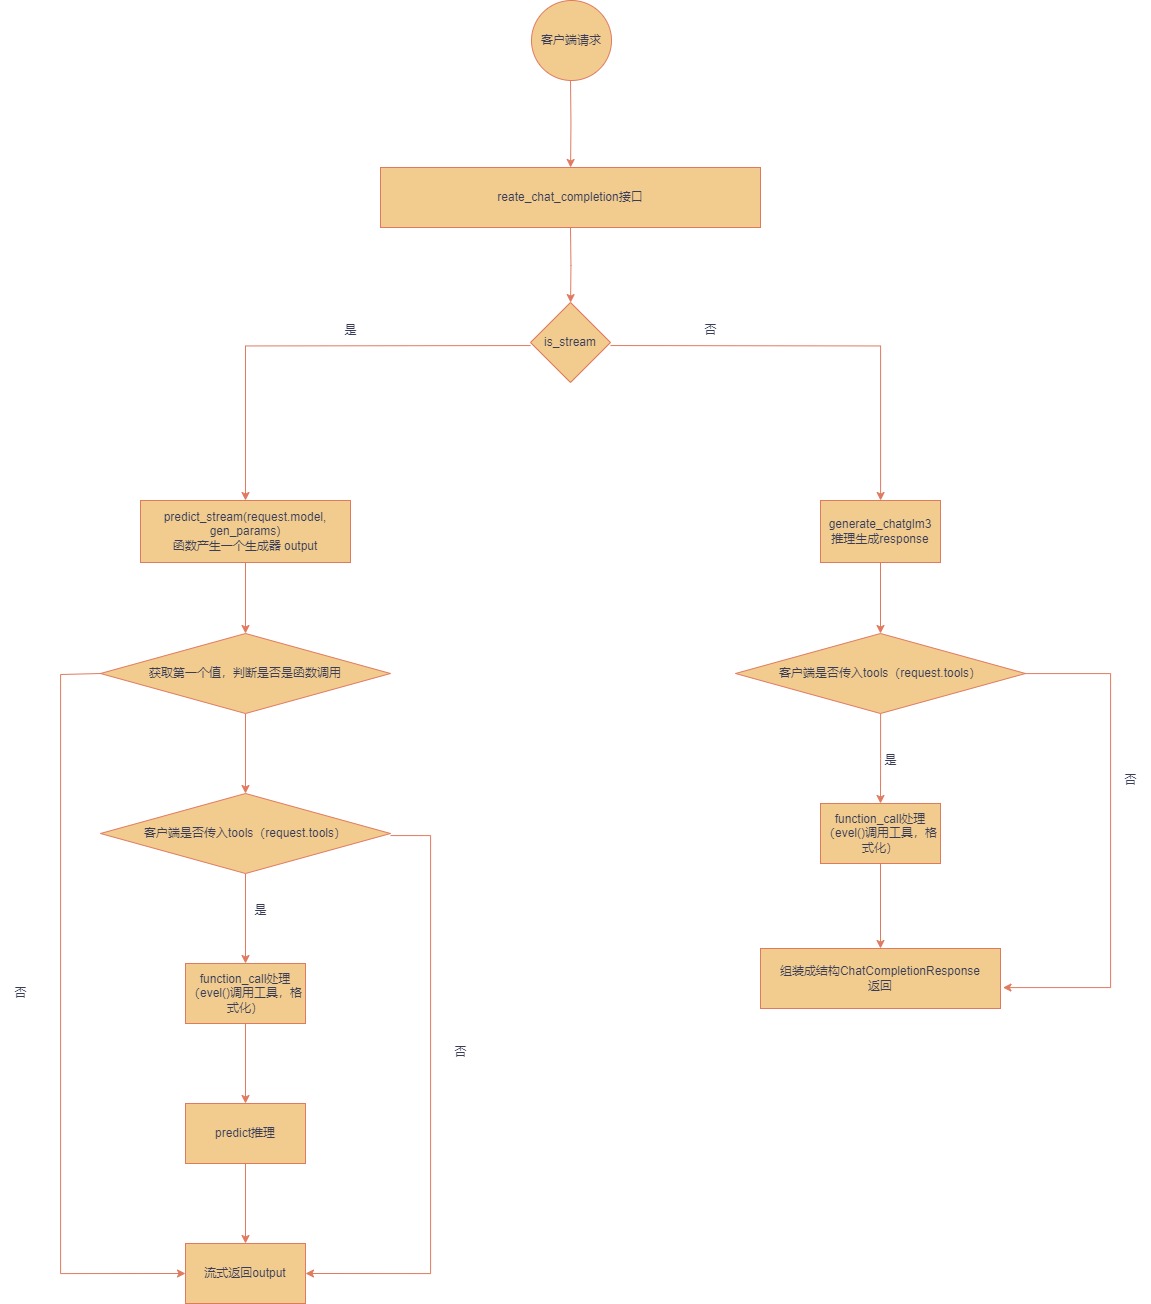 客户端请求
reate_chat_completion接口
is_stream
是
否
predict_stream(request.model,
gen_params)
函数产生一个生成器 output
获取第一个值，判断是否是函数调用
客户端是否传入tools（request.tools）
是
否
function_call处理
（evel()调用工具，格
式化）
否
predict推理
流式返回output
generate_chatglm3
推理生成response
客户端是否传入tools（request.tools）
是
否
function_call处理
（evel()调用工具，格
式化）
组装成结构ChatCompletionResponse
返回